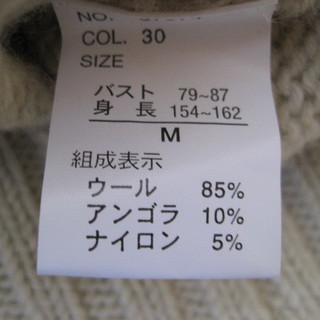 NO.
COL. 30
SIZE
バスト 79~87
身長 154~162
M
組成表示
ウール 85%
アンゴラ 10%
ナイロン 5%